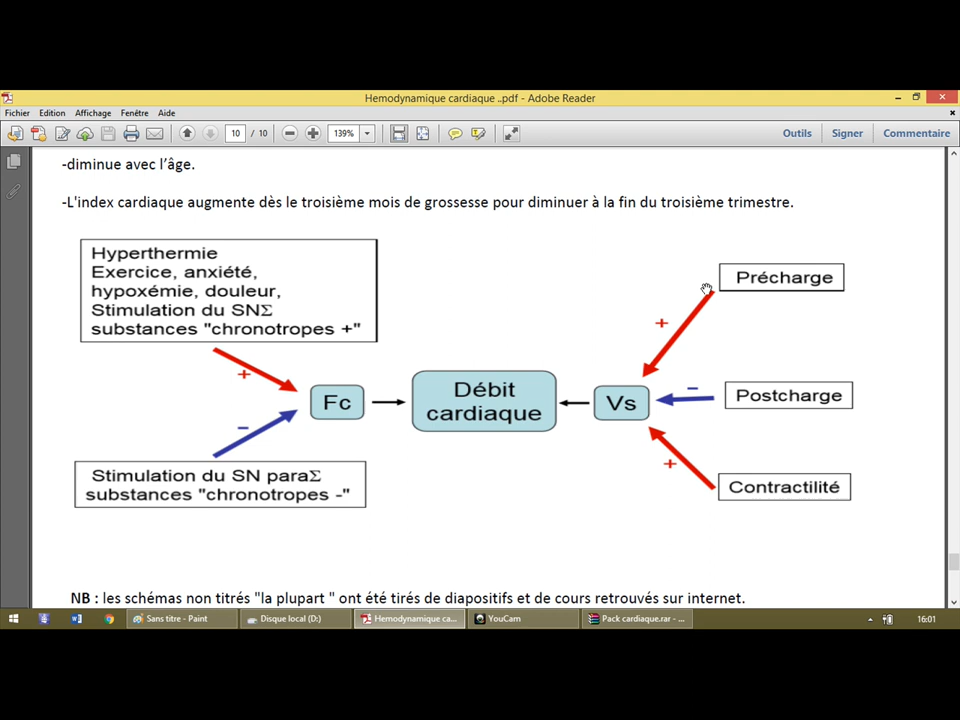 Hemodynamique cardiaque ..pdf - Adobe Reader
Fichier Edition Affichage Fenêtre Aide
10 / 10 139% Outils Signer Commentaire
-diminue avec l'âge.
-L'index cardiaque augmente dès le troisième mois de grossesse pour diminuer à la fin du troisième trimestre.
Hyperthermie
Exercice, anxiété,
hypoxémie, douleur,
Stimulation du SNΣ
substances "chronotropes +"
Précharge
+
+
Fc
Débit
cardiaque
Vs
−
Postcharge
−
+
Stimulation du SN paraΣ
substances "chronotropes -"
Contractilité
NB : les schémas non titrés "la plupart " ont été tirés de diapositifs et de cours retrouvés sur internet.
Sans titre - Paint Disque local (D:) Hemodynamique ca... YouCam Pack cardiaque.rar - ... 16:01